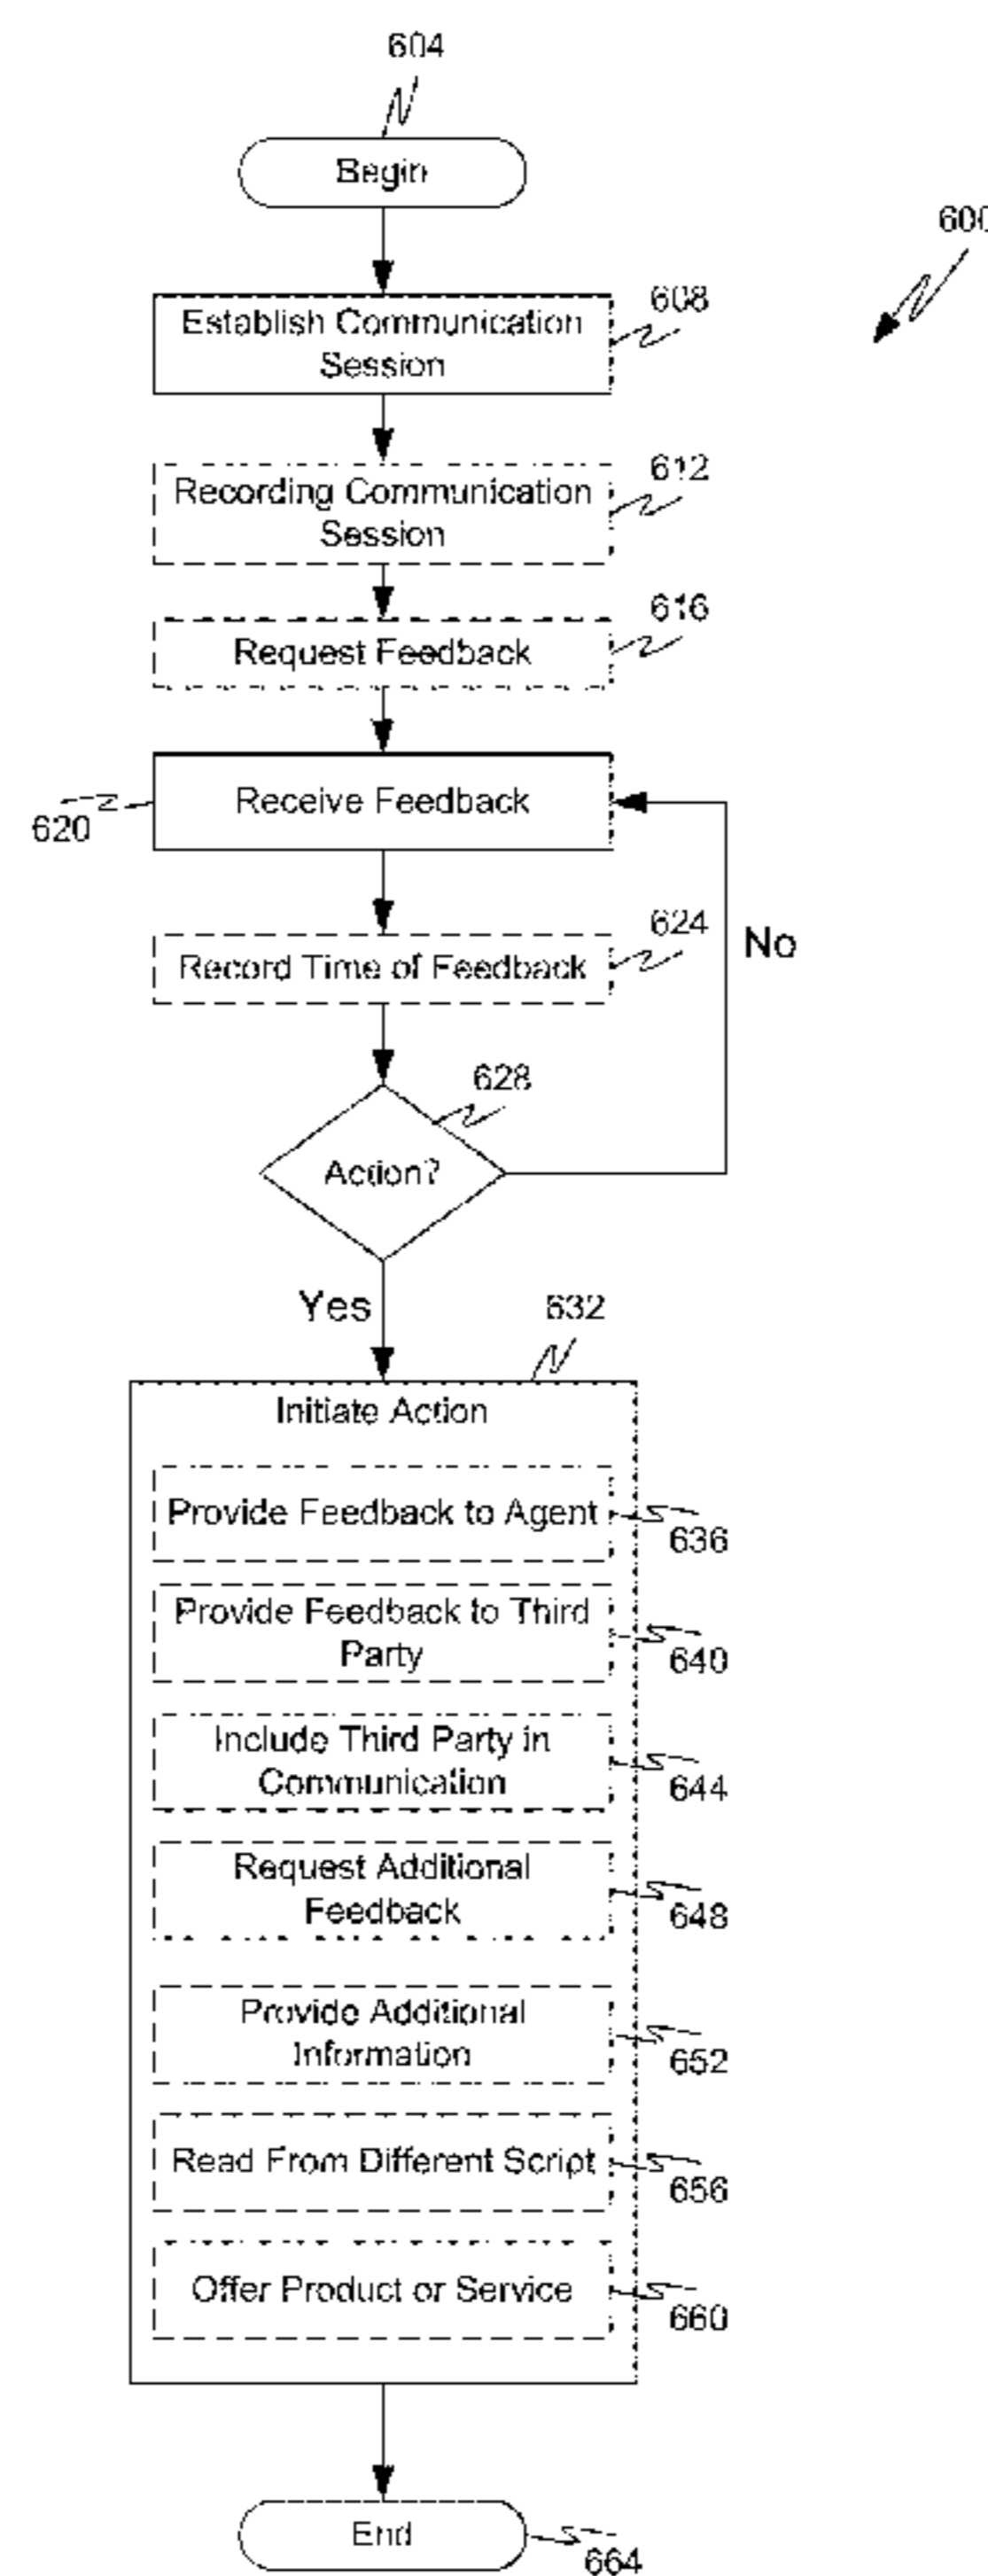 604
Begin
600
Establish Communication
Session
608
Recording Communication
Session
612
Request Feedback
616
Receive Feedback
620
Record Time of Feedback
624
No
628
Action?
Yes
632
Initiate Action
Provide Feedback to Agent
636
Provide Feedback to Third
Party
640
Include Third Party in
Communication
644
Request Additional
Feedback
648
Provide Additional
Information
652
Read From Different Script
656
Offer Product or Service
660
End
664